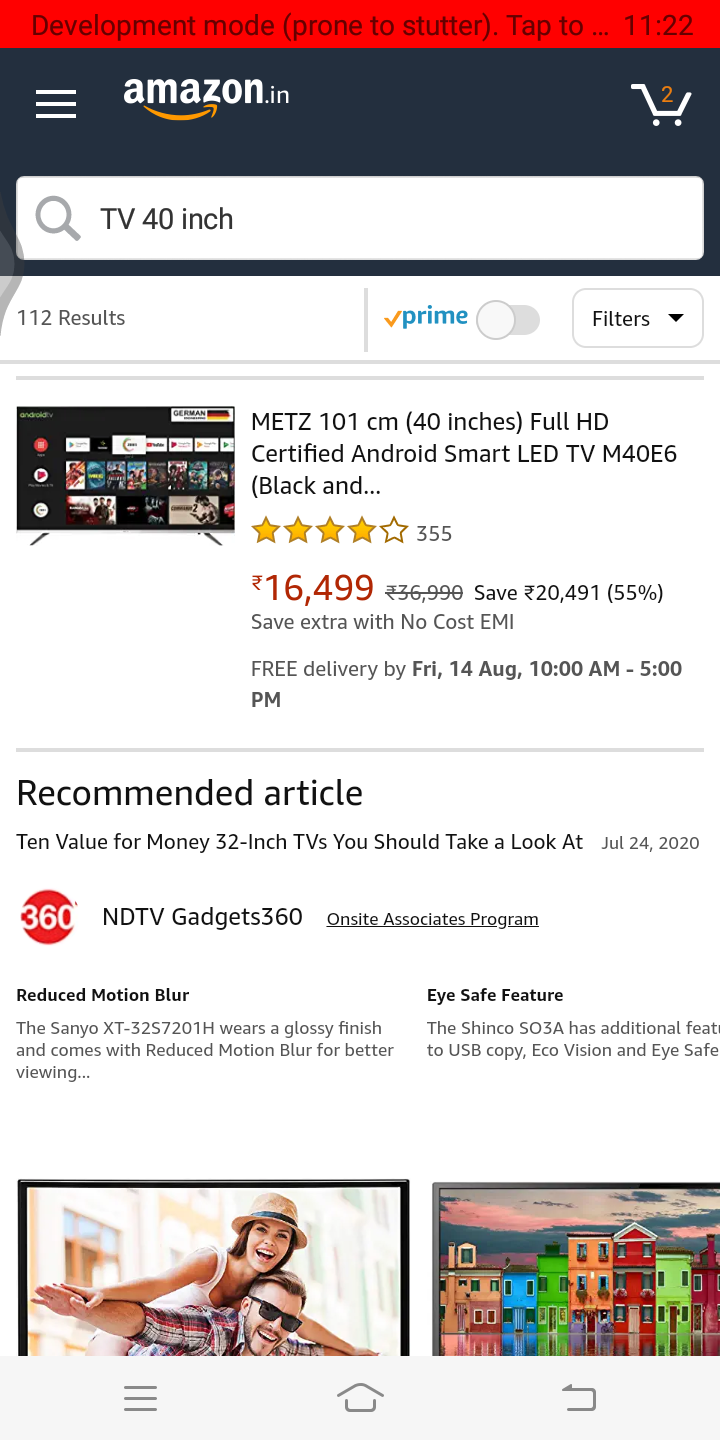 Development mode (prone to stutter). Tap to ... 11:22
amazon.in
2
TV 40 inch
112 Results
prime
Filters
androidtv
GERMAN
METZ 101 cm (40 inches) Full HD
Certified Android Smart LED TV M40E6
(Black and...
355
₹16,499 ₹36,990 Save ₹20,491 (55%)
Save extra with No Cost EMI
FREE delivery by Fri, 14 Aug, 10:00 AM - 5:00
PM
Recommended article
Ten Value for Money 32-Inch TVs You Should Take a Look At Jul 24, 2020
360
NDTV Gadgets360 Onsite Associates Program
Reduced Motion Blur
The Sanyo XT-32S7201H wears a glossy finish
and comes with Reduced Motion Blur for better
viewing...
Eye Safe Feature
The Shinco SO3A has additional
to USB copy, Eco Vision and Eye Safe